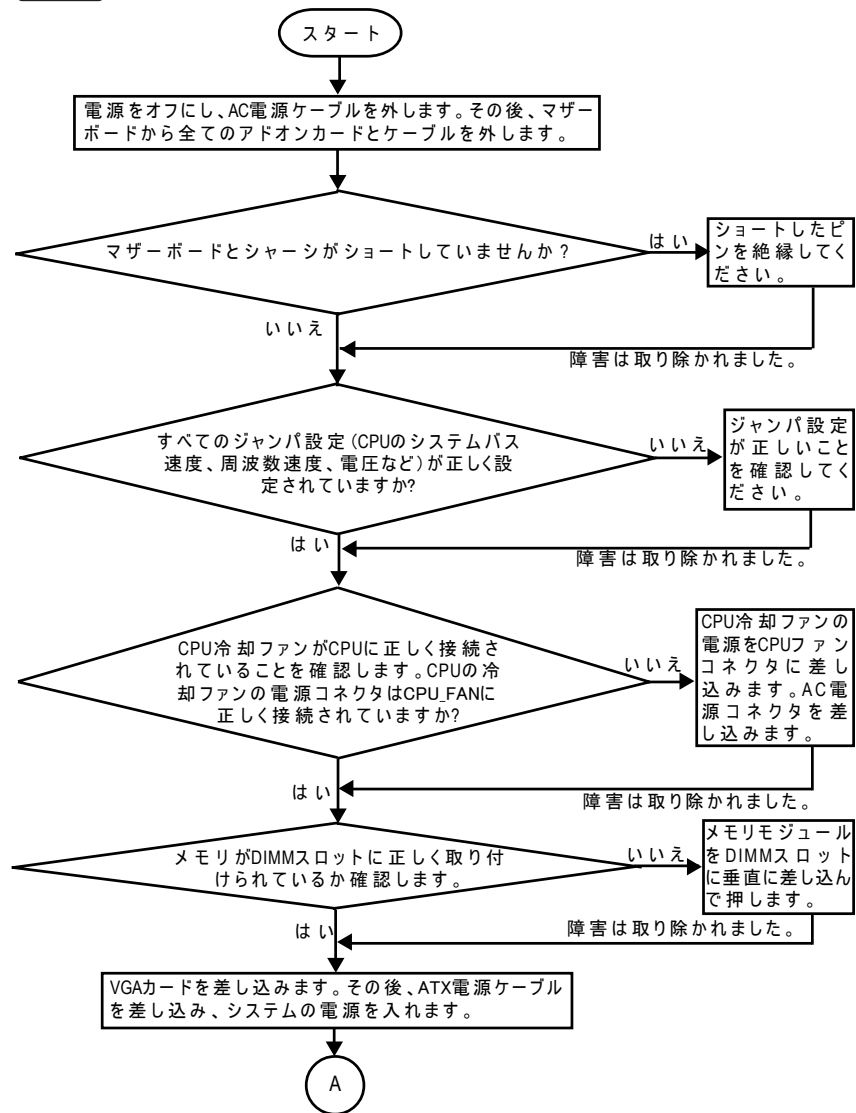 スタート
電源をオフにし、AC電源ケーブルを外します。その後、マザー
ボードから全てのアドオンカードとケーブルを外します。
マザーボードとシャーシがショートしていませんか?
はい
ショートしたピ
ンを絶縁してく
ださい。
いいえ
障害は取り除かれました。
すべてのジャンパ設定(CPUのシステムバス
速度、周波数速度、電圧など)が正しく設
定されていますか?
いいえ
ジャンパ設定
が正しいこと
を確認してく
ださい。
はい
障害は取り除かれました。
CPU冷却ファンがCPUに正しく接続さ
れていることを確認します。CPUの冷
却ファンの電源コネクタはCPU_FANに
正しく接続されていますか?
いいえ
CPU冷却ファンの
電源をCPUファン
コネクタに差し
込みます。AC電
源コネクタを差
し込みます。
はい
障害は取り除かれました。
メモリがDIMMスロットに正しく取り付
けられているか確認します。
いいえ
メモリモジュール
をDIMMスロット
に垂直に差し込ん
で押します。
はい
障害は取り除かれました。
VGAカードを差し込みます。その後、ATX電源ケーブル
を差し込み、システムの電源を入れます。
A